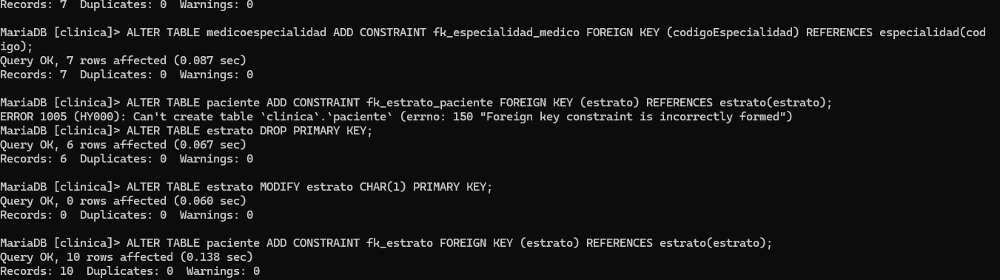 Records: 7  Duplicates: 0  Warnings: 0
MariaDB [clinica]> ALTER TABLE medicoespecialidad ADD CONSTRAINT fk_especialidad_medico FOREIGN KEY (codigoEspecialidad) REFERENCES especialidad(cod
igo);
Query OK, 7 rows affected (0.087 sec)
Records: 7  Duplicates: 0  Warnings: 0
MariaDB [clinica]> ALTER TABLE paciente ADD CONSTRAINT fk_estrato_paciente FOREIGN KEY (estrato) REFERENCES estrato(estrato);
ERROR 1005 (HY000): Can't create table `clinica`.`paciente` (errno: 150 "Foreign key constraint is incorrectly formed")
MariaDB [clinica]> ALTER TABLE estrato DROP PRIMARY KEY;
Query OK, 6 rows affected (0.067 sec)
Records: 6  Duplicates: 0  Warnings: 0
MariaDB [clinica]> ALTER TABLE estrato MODIFY estrato CHAR(1) PRIMARY KEY;
Query OK, 0 rows affected (0.060 sec)
Records: 0  Duplicates: 0  Warnings: 0
MariaDB [clinica]> ALTER TABLE paciente ADD CONSTRAINT fk_estrato FOREIGN KEY (estrato) REFERENCES estrato(estrato);
Query OK, 10 rows affected (0.138 sec)
Records: 10  Duplicates: 0  Warnings: 0